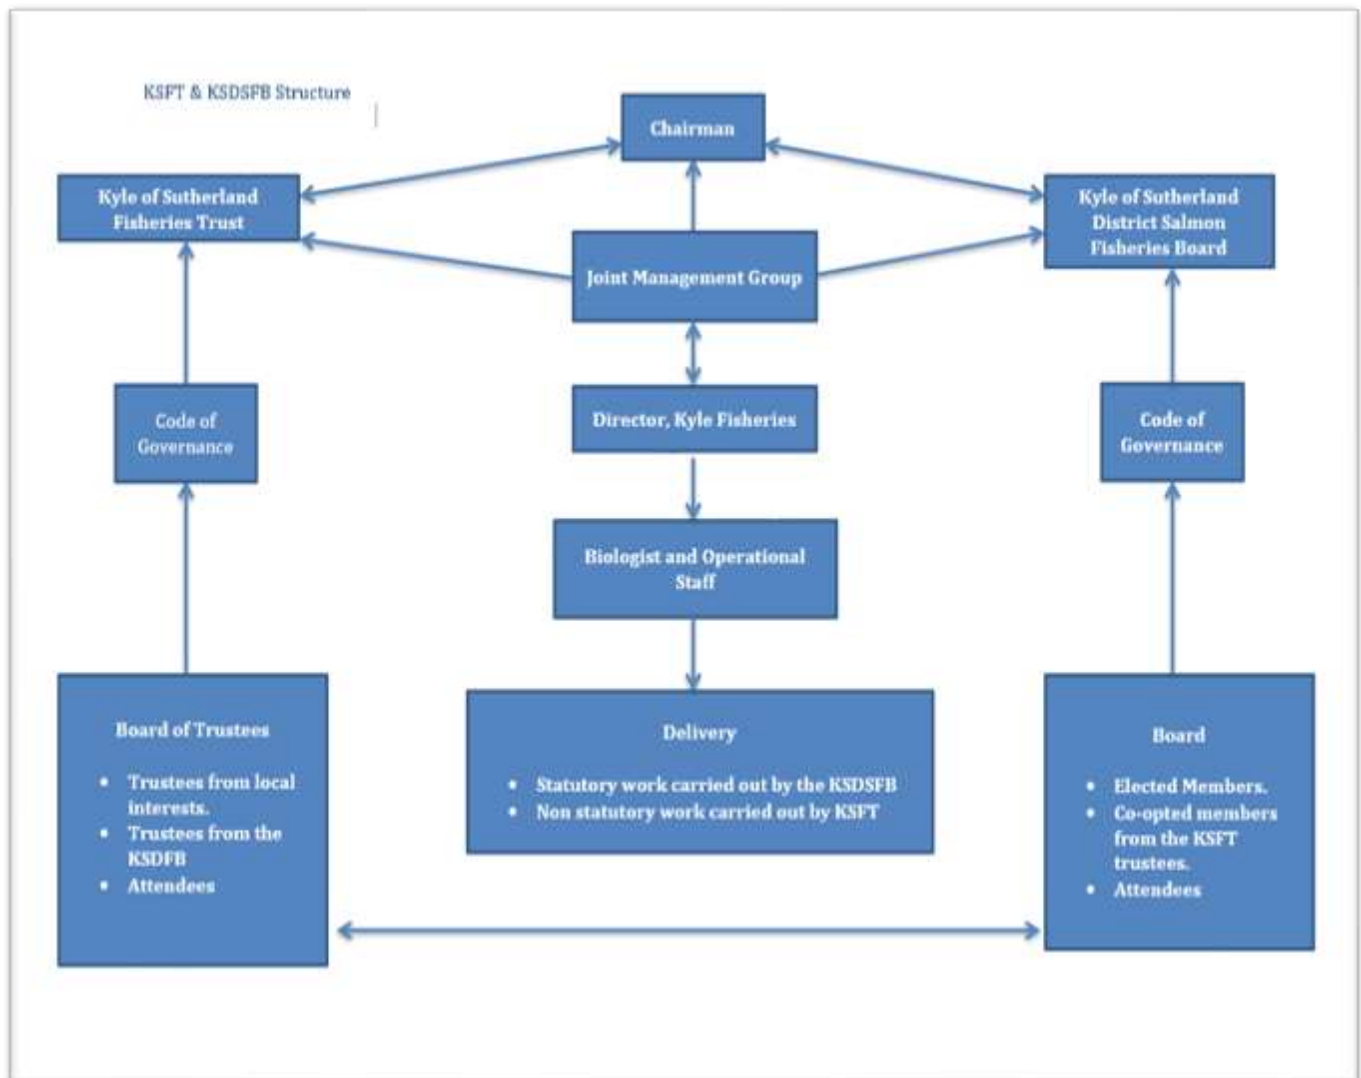 KSFT & KSDSFB Structure
Chairman
Kyle of Sutherland
Fisheries Trust
Kyle of Sutherland
District Salmon
Fisheries Board
Joint Management Group
Code of
Governance
Director, Kyle Fisheries
Code of
Governance
Biologist and Operational
Staff
Board of Trustees
• Trustees from local
interests.
• Trustees from the
KSDFB
• Attendees
Delivery
• Statutory work carried out by the KSDSFB
• Non statutory work carried out by KSFT
Board
• Elected Members.
• Co-opted members
from the KSFT
trustees.
• Attendees